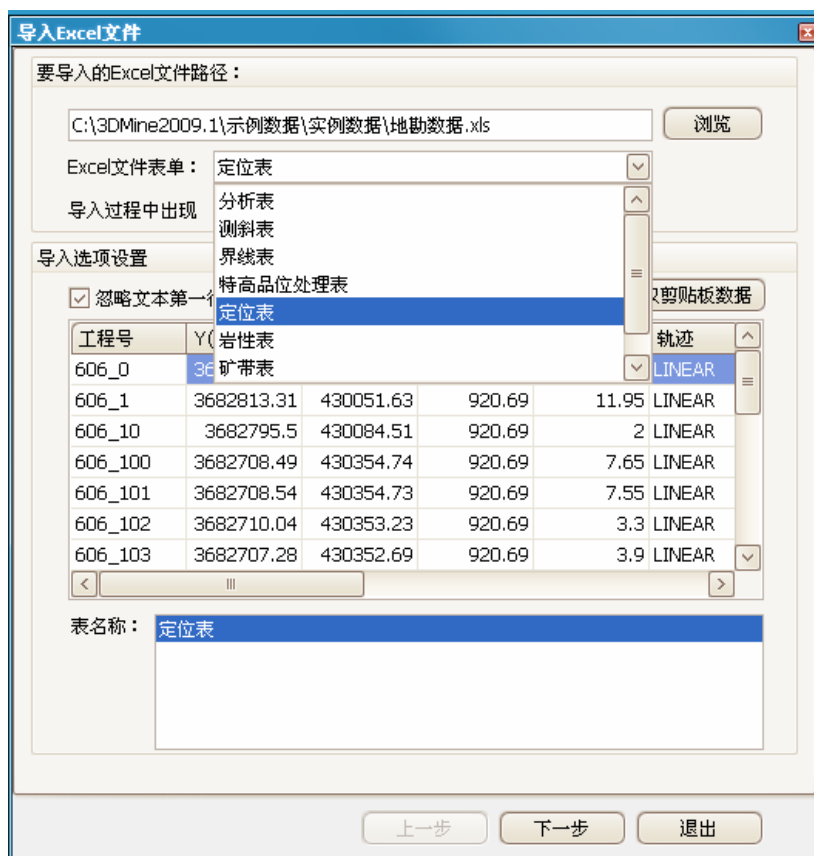 导入Excel文件
要导入的Excel文件路径：
C:\3DMine2009.1\示例数据\实例数据\地勘数据.xls
浏览
Excel文件表单：
定位表
分析表
测斜表
界线表
特高品位处理表
定位表
岩性表
矿带表
导入过程中出现
导入选项设置
忽略文本第一
剪贴板数据
工程号 Y( 轨迹
606_0 36 LINEAR
606_1 3682813.31 430051.63 920.69 11.95 LINEAR
606_10 3682795.5 430084.51 920.69 2 LINEAR
606_100 3682708.49 430354.74 920.69 7.65 LINEAR
606_101 3682708.54 430354.73 920.69 7.55 LINEAR
606_102 3682710.04 430353.23 920.69 3.3 LINEAR
606_103 3682707.28 430352.69 920.69 3.9 LINEAR
表名称：
定位表
上一步 下一步 退出